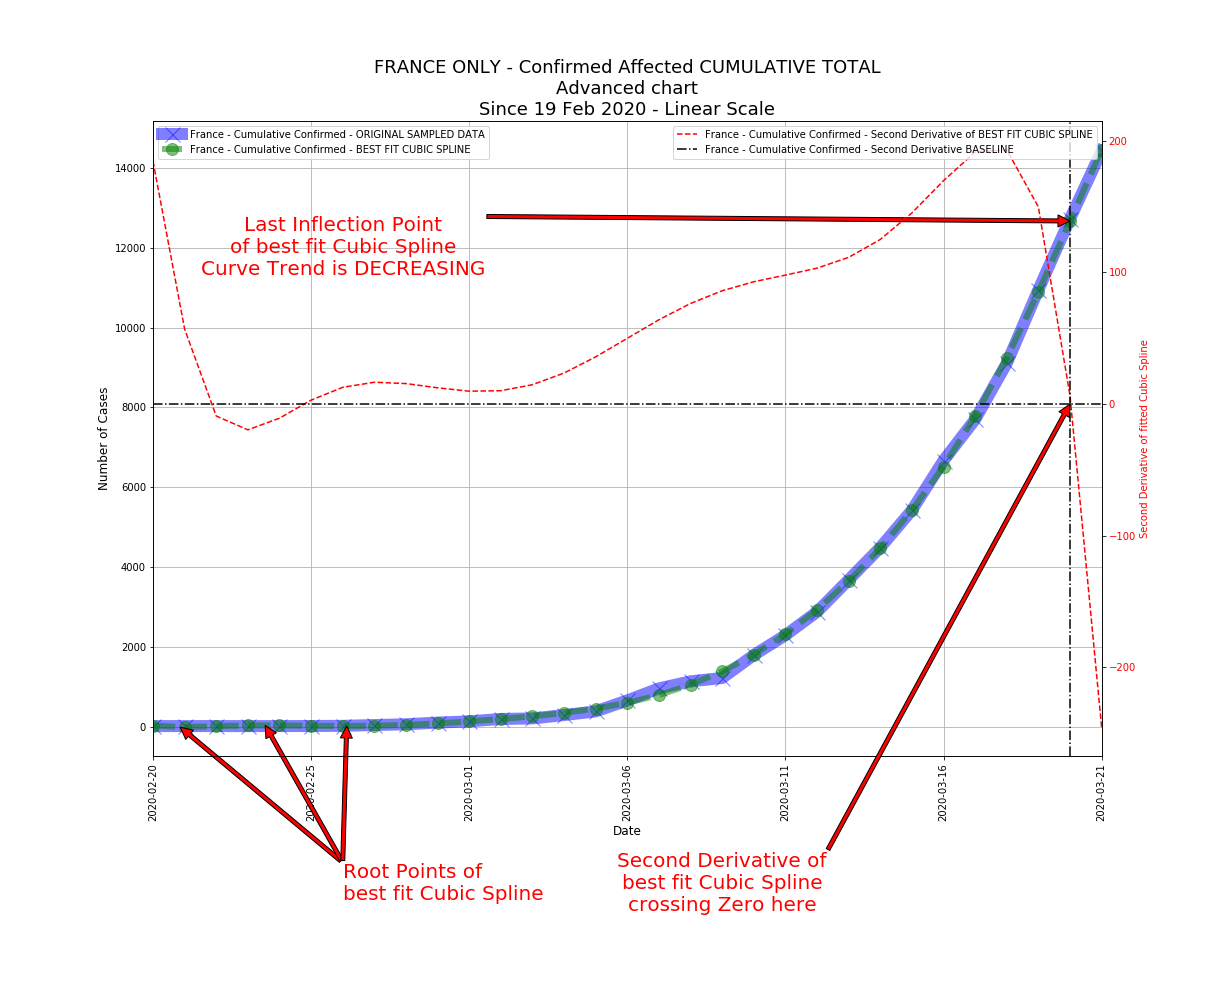 FRANCE ONLY - Confirmed Affected CUMULATIVE TOTAL
Advanced chart
Since 19 Feb 2020 - Linear Scale
France - Cumulative Confirmed - ORIGINAL SAMPLED DATA
France - Cumulative Confirmed - BEST FIT CUBIC SPLINE
France - Cumulative Confirmed - Second Derivative of BEST FIT CUBIC SPLINE
France - Cumulative Confirmed - Second Derivative BASELINE
Last Inflection Point
of best fit Cubic Spline
Curve Trend is DECREASING
Number of Cases
14000
12000
10000
8000
6000
4000
2000
0
200
100
0
−100
−200
Second Derivative of fitted Cubic Spline
2020-02-20
2020-02-25
2020-03-01
2020-03-06
2020-03-11
2020-03-16
2020-03-21
Date
Root Points of
best fit Cubic Spline
Second Derivative of
best fit Cubic Spline
crossing Zero here